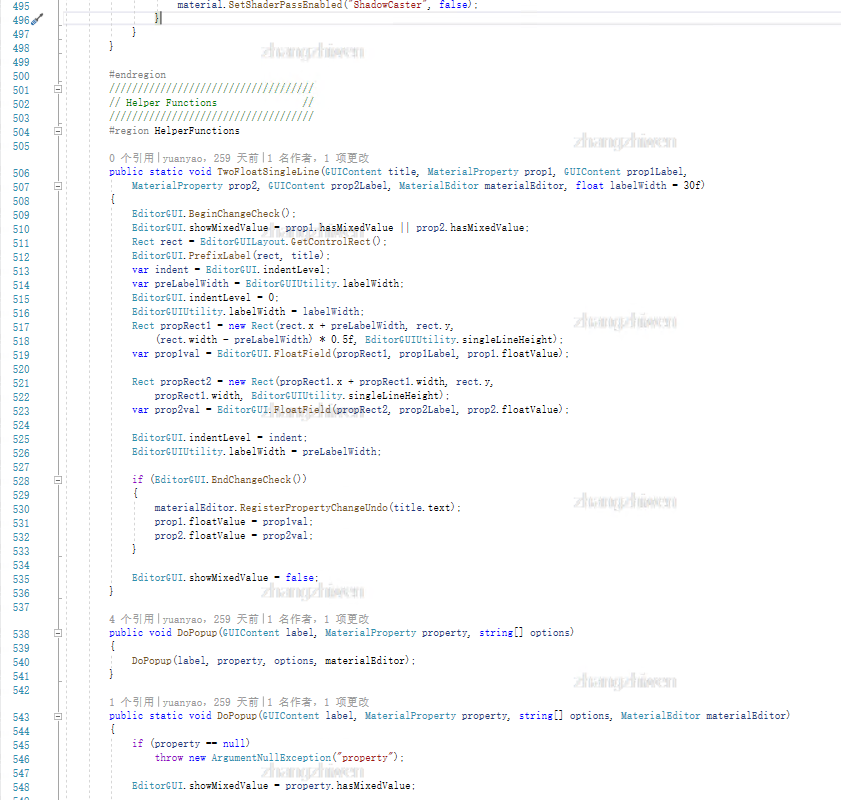 495 material.SetShaderPassEnabled("ShadowCaster", false);
496 }
497 }
498 }
499
500 #endregion
501 ////////////////////////////////////
502 // Helper Functions //
503 ////////////////////////////////////
504 #region HelperFunctions
505
0 个引用|yuanyao，259 天前|1 名作者，1 项更改
506 public static void TwoFloatSingleLine(GUIContent title, MaterialProperty prop1, GUIContent prop1Label,
507 MaterialProperty prop2, GUIContent prop2Label, MaterialEditor materialEditor, float labelWidth = 30f)
508 {
509 EditorGUI.BeginChangeCheck();
510 EditorGUI.showMixedValue = prop1.hasMixedValue || prop2.hasMixedValue;
511 Rect rect = EditorGUILayout.GetControlRect();
512 EditorGUI.PrefixLabel(rect, title);
513 var indent = EditorGUI.indentLevel;
514 var preLabelWidth = EditorGUIUtility.labelWidth;
515 EditorGUI.indentLevel = 0;
516 EditorGUIUtility.labelWidth = labelWidth;
517 Rect propRect1 = new Rect(rect.x + preLabelWidth, rect.y,
518 (rect.width - preLabelWidth) * 0.5f, EditorGUIUtility.singleLineHeight);
519 var prop1val = EditorGUI.FloatField(propRect1, prop1Label, prop1.floatValue);
520
521 Rect propRect2 = new Rect(propRect1.x + propRect1.width, rect.y,
522 propRect1.width, EditorGUIUtility.singleLineHeight);
523 var prop2val = EditorGUI.FloatField(propRect2, prop2Label, prop2.floatValue);
524
525 EditorGUI.indentLevel = indent;
526 EditorGUIUtility.labelWidth = preLabelWidth;
527
528 if (EditorGUI.EndChangeCheck())
529 {
530 materialEditor.RegisterPropertyChangeUndo(title.text);
531 prop1.floatValue = prop1val;
532 prop2.floatValue = prop2val;
533 }
534
535 EditorGUI.showMixedValue = false;
536 }
537
4 个引用|yuanyao，259 天前|1 名作者，1 项更改
538 public void DoPopup(GUIContent label, MaterialProperty property, string[] options)
539 {
540 DoPopup(label, property, options, materialEditor);
541 }
542
1 个引用|yuanyao，259 天前|1 名作者，1 项更改
543 public static void DoPopup(GUIContent label, MaterialProperty property, string[] options, MaterialEditor materialEditor)
544 {
545 if (property == null)
546 throw new ArgumentNullException("property");
547
548 EditorGUI.showMixedValue = property.hasMixedValue;
zhangzhiwen
zhangzhiwen
zhangzhiwen
zhangzhiwen
zhangzhiwen
zhangzhiwen
zhangzhiwen
zhangzhiwen
zhangzhiwen